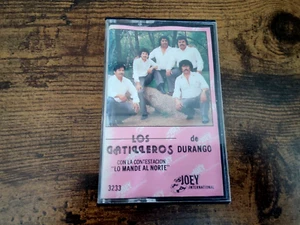 LOS de
GATILLEROS DURANGO
CON LA CONTESTACION
"LO MANDE AL NORTE"
3233
JOEY
INTERNATIONAL